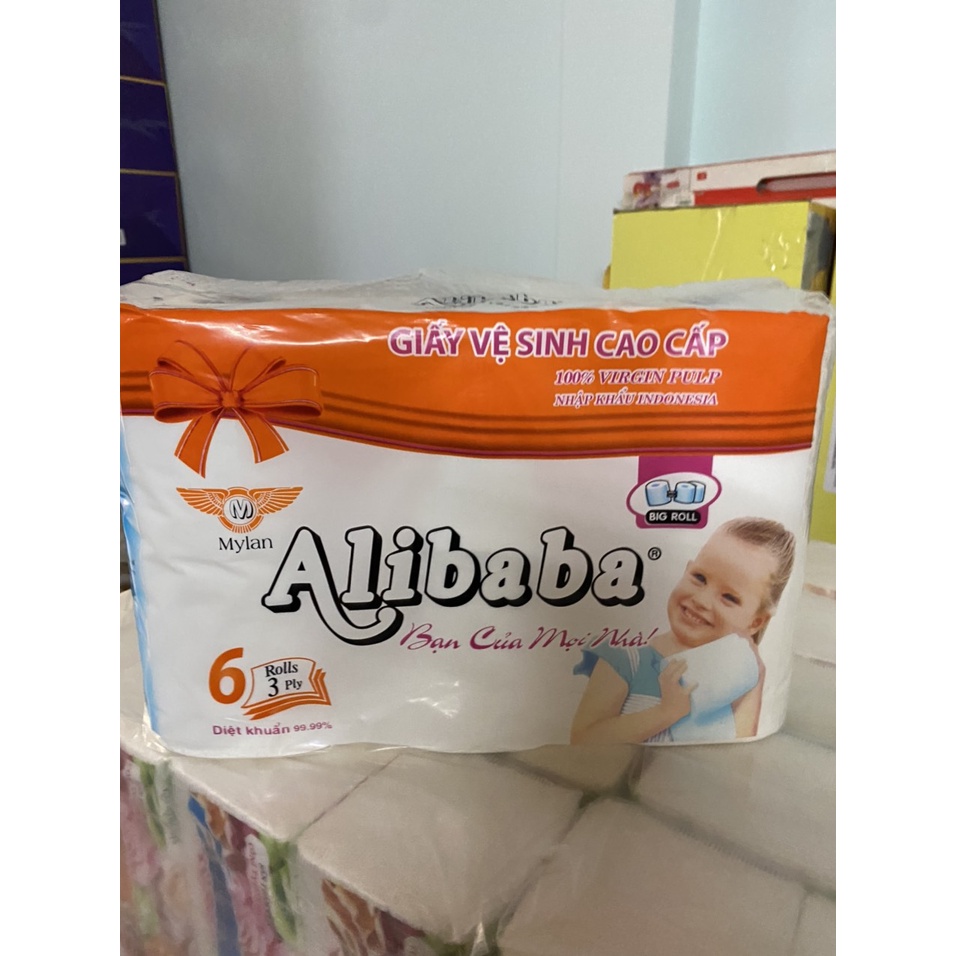 Alibaba
GIẤY VỆ SINH CAO CẤP
100% VIRGIN PULP
NHẬP KHẨU INDONESIA
BIG ROLL
M
Mylan
Alibaba®
Bạn Của Mọi Nhà!
6 Rolls
3 Ply
Diệt khuẩn 99.99%